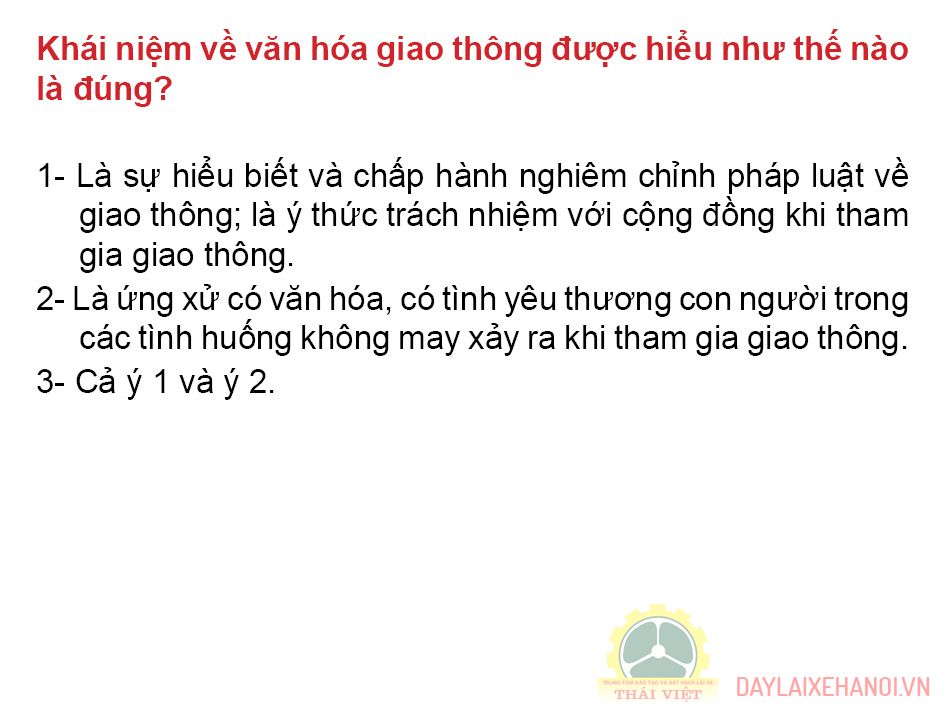 Khái niệm về văn hóa giao thông được hiểu như thế nào
là đúng?
1- Là sự hiểu biết và chấp hành nghiêm chỉnh pháp luật về
giao thông; là ý thức trách nhiệm với cộng đồng khi tham
gia giao thông.
2- Là ứng xử có văn hóa, có tình yêu thương con người trong
các tình huống không may xảy ra khi tham gia giao thông.
3- Cả ý 1 và ý 2.
TRUNG TÂM ĐÀO TẠO VÀ SÁT HẠCH LÁI XE
THÁI VIỆT
DAYLAIXEHANOI.VN